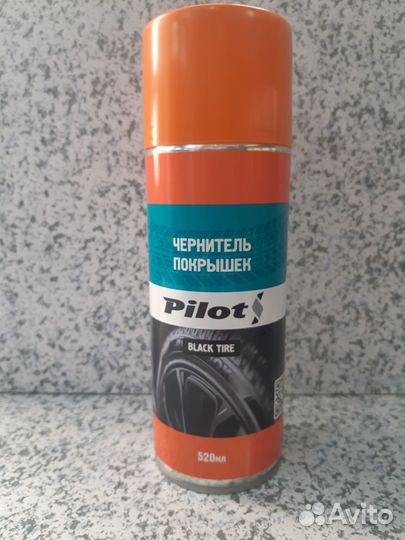 ЧЕРНИТЕЛЬ
ПОКРЫШЕК
Pilot
BLACK TIRE
520мл
Avito